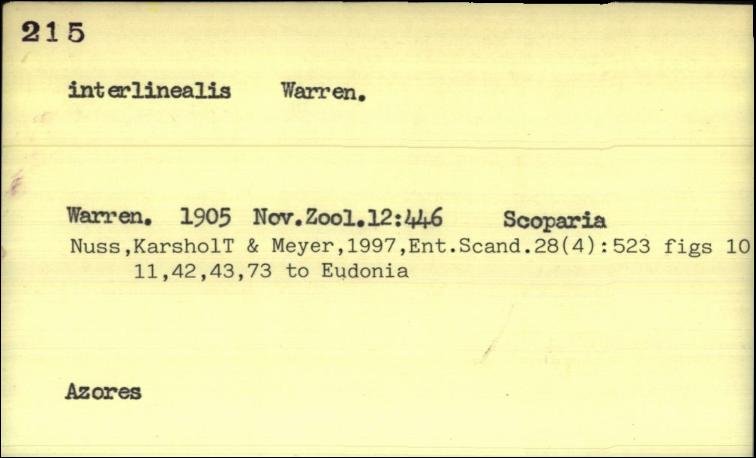 215
interlinealis Warren.
Warren. 1905 Nov.Zool.12:446 Scoparia
Nuss,KarsholT & Meyer,1997,Ent.Scand.28(4):523 figs 10
11,42,43,73 to Eudonia
Azores